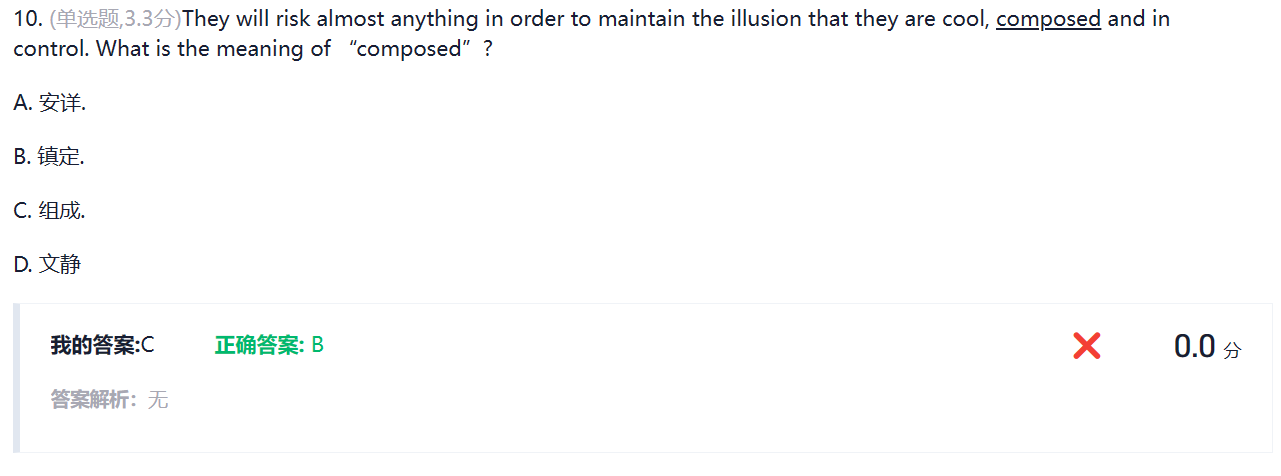 10. (单选题,3.3分)They will risk almost anything in order to maintain the illusion that they are cool, composed and in
control. What is the meaning of “composed”？
A. 安详.
B. 镇定.
C. 组成.
D. 文静
我的答案:C 正确答案: B 0.0 分
答案解析： 无